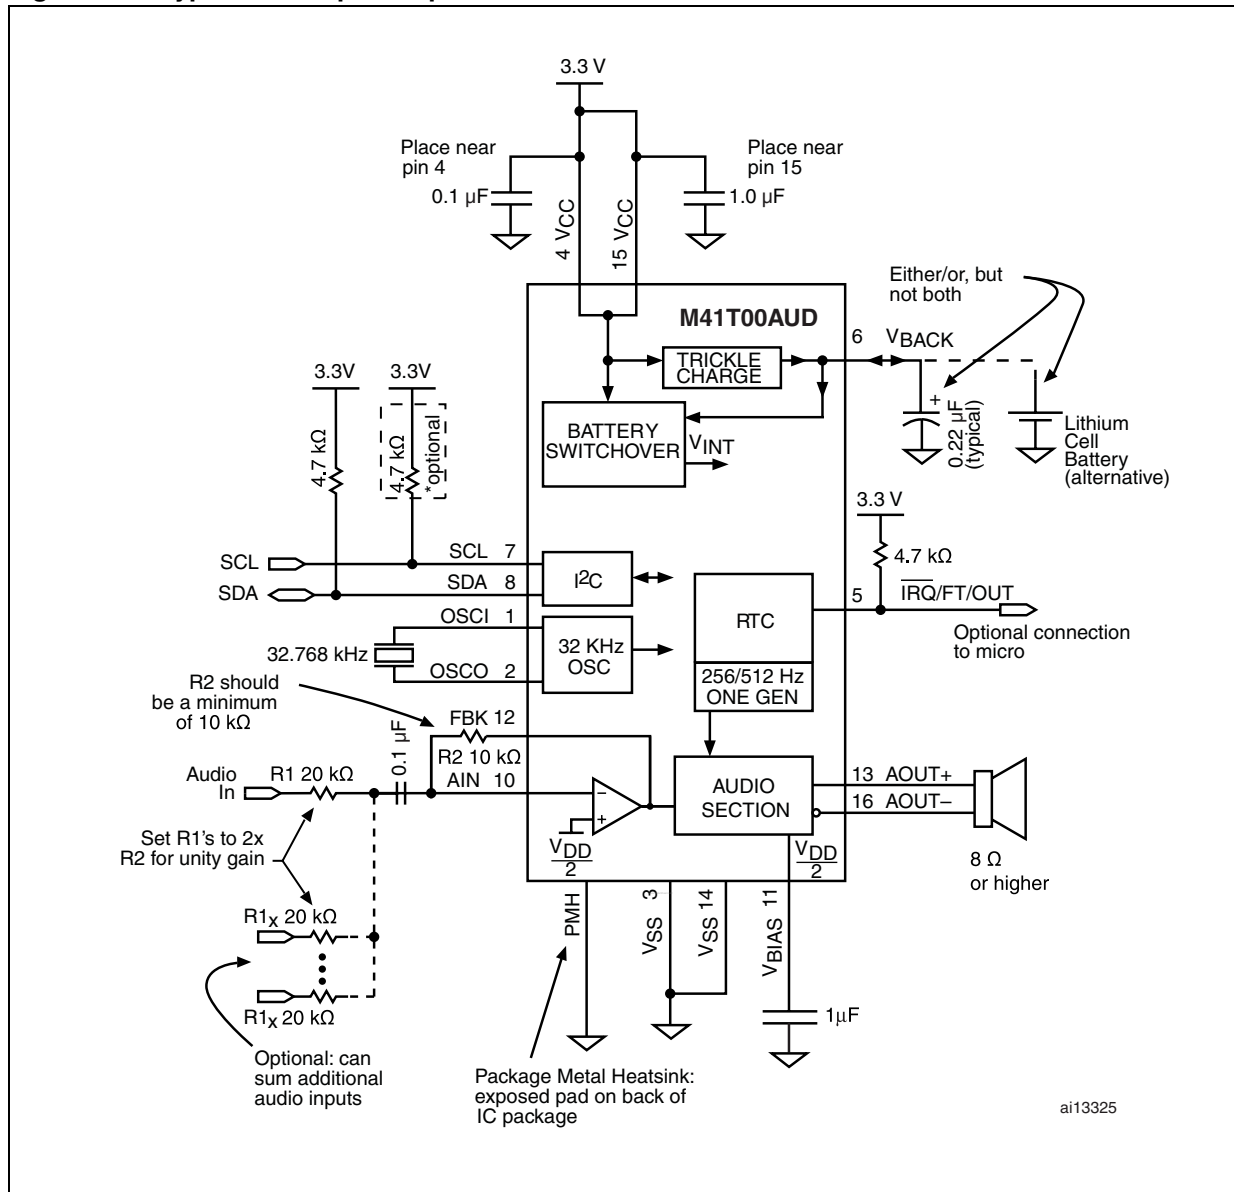 3.3 V
Place near
pin 4
0.1 µF
Place near
pin 15
1.0 µF
4 VCC
15 VCC
M41T00AUD
Either/or, but
not both
6 VBACK
TRICKLE
CHARGE
BATTERY
SWITCHOVER
VINT
+
0.22 µF
(typical)
Lithium
Cell
Battery
(alternative)
3.3V
3.3V
4.7 kΩ
4.7 kΩ
*optional
3.3 V
4.7 kΩ
SCL
SCL 7
SDA
SDA 8
I2C
5 IRQ/FT/OUT
Optional connection
to micro
RTC
OSCI 1
32.768 kHz
OSCO 2
32 KHz
OSC
256/512 Hz
ONE GEN
R2 should
be a minimum
of 10 kΩ
FBK 12
R2 10 kΩ
0.1 µF
Audio
In
R1 20 kΩ
AIN 10
–
+
VDD
2
AUDIO
SECTION
13 AOUT+
16 AOUT–
8 Ω
or higher
VDD
2
Set R1's to 2x
R2 for unity gain
R1X 20 kΩ
R1X 20 kΩ
Optional: can
sum additional
audio inputs
PMH
VSS 3
VSS 14
VBIAS 11
1µF
Package Metal Heatsink:
exposed pad on back of
IC package
ai13325